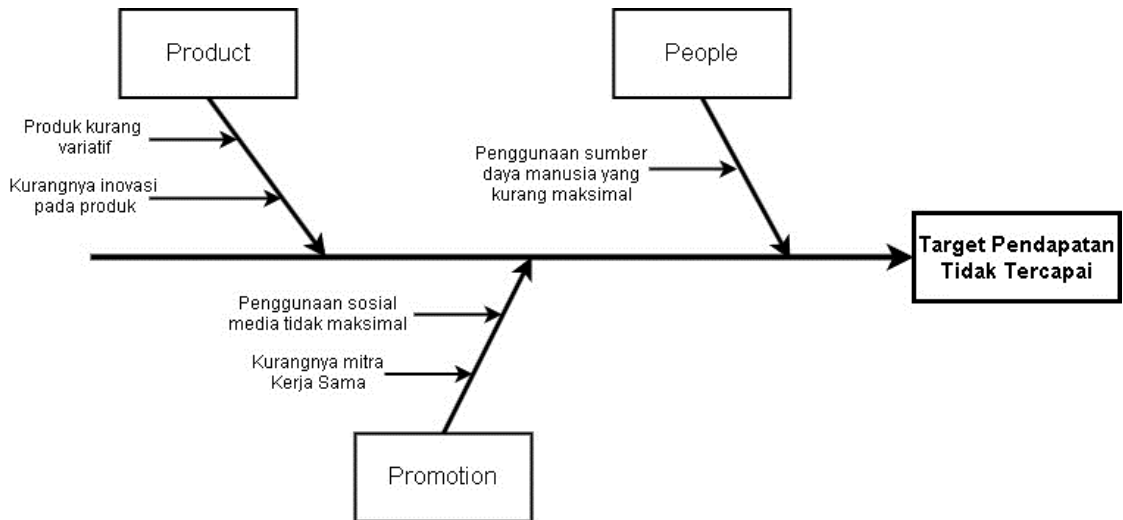 Product
People
Produk kurang
variatif
Kurangnya inovasi
pada produk
Penggunaan sumber
daya manusia yang
kurang maksimal
Target Pendapatan
Tidak Tercapai
Penggunaan sosial
media tidak maksimal
Kurangnya mitra
Kerja Sama
Promotion